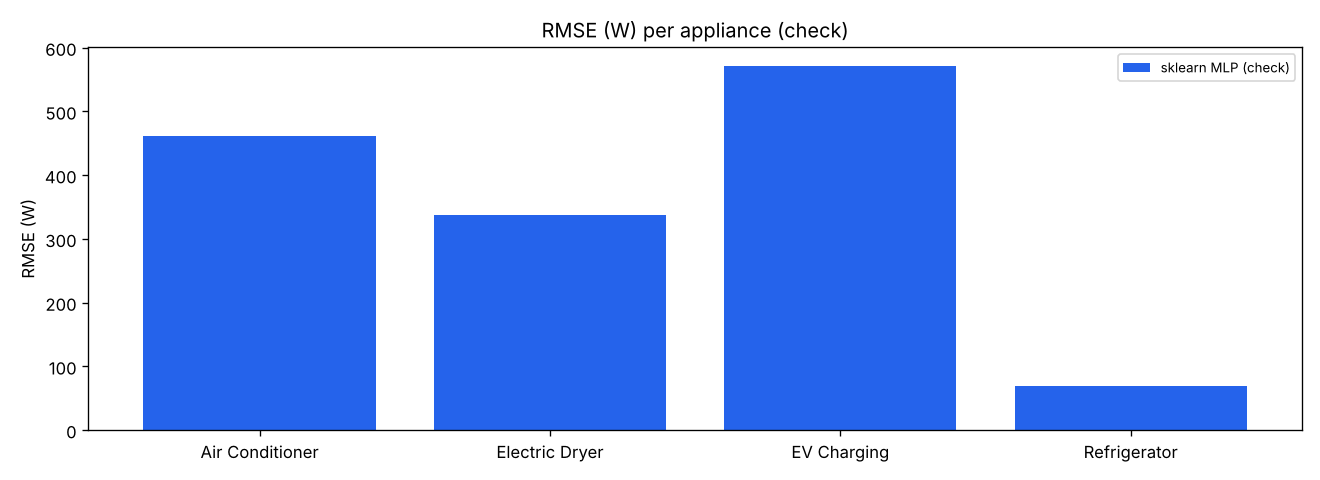 RMSE (W) per appliance (check)
sklearn MLP (check)
RMSE (W)
600
500
400
300
200
100
0
Air Conditioner
Electric Dryer
EV Charging
Refrigerator